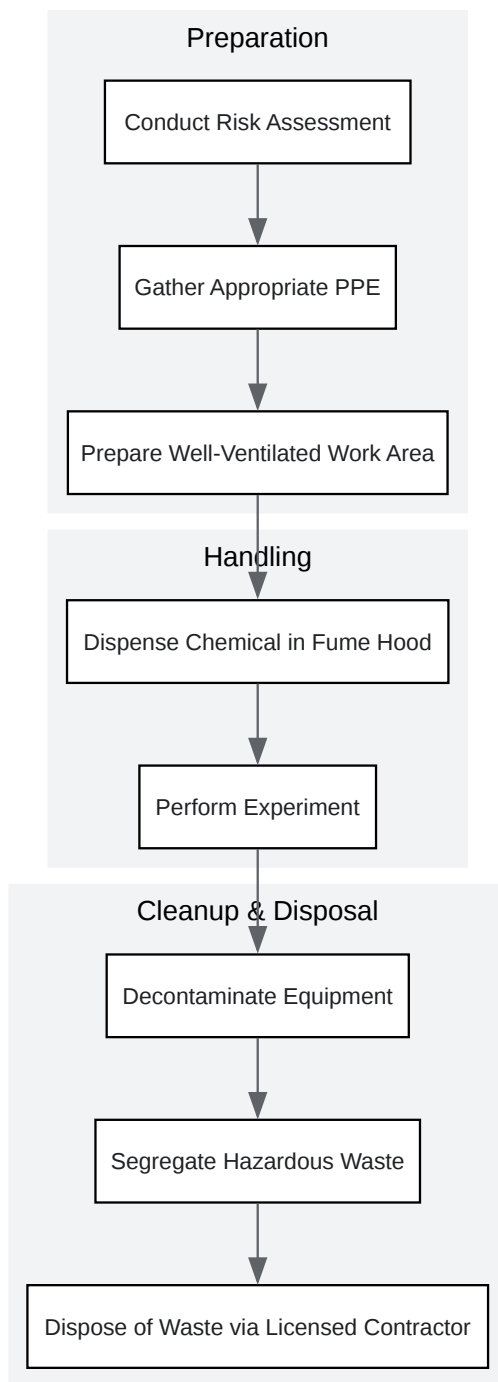 Preparation
Conduct Risk Assessment
Gather Appropriate PPE
Prepare Well-Ventilated Work Area
Handling
Dispense Chemical in Fume Hood
Perform Experiment
Cleanup & Disposal
Decontaminate Equipment
Segregate Hazardous Waste
Dispose of Waste via Licensed Contractor